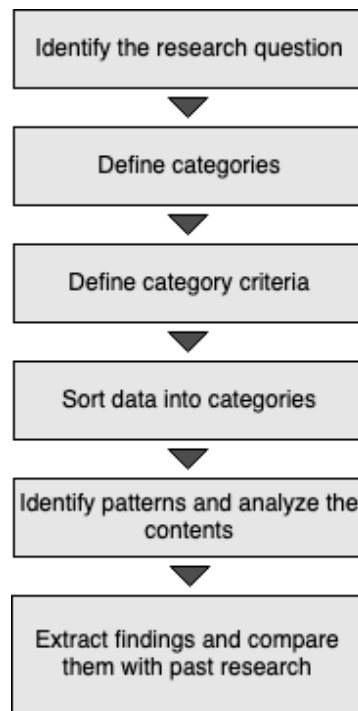 Identify the research question
Define categories
Define category criteria
Sort data into categories
Identify patterns and analyze the
contents
Extract findings and compare
them with past research